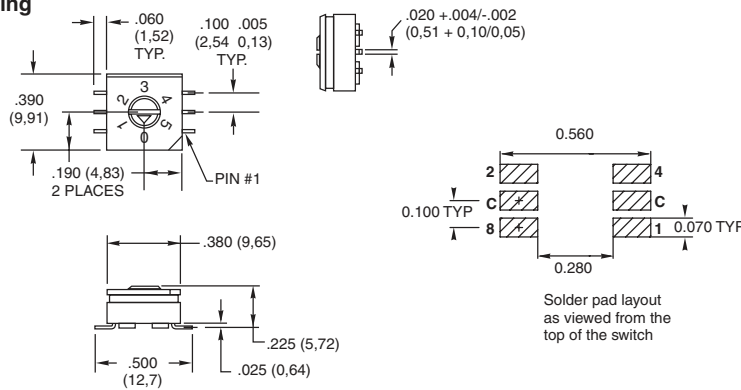 ing
.060
(1,52)
TYP.
.100 .005
(2,54 0,13)
TYP.
.020 +.004/-.002
(0,51 + 0,10/0,05)
.390
(9,91)
0
1
2
3
4
5
.190 (4,83)
2 PLACES
PIN #1
.380 (9,65)
.225 (5,72)
.025 (0,64)
.500
(12,7)
0.560
2
4
C
C
0.100 TYP
8
1
0.070 TYP
0.280
Solder pad layout
as viewed from the
top of the switch